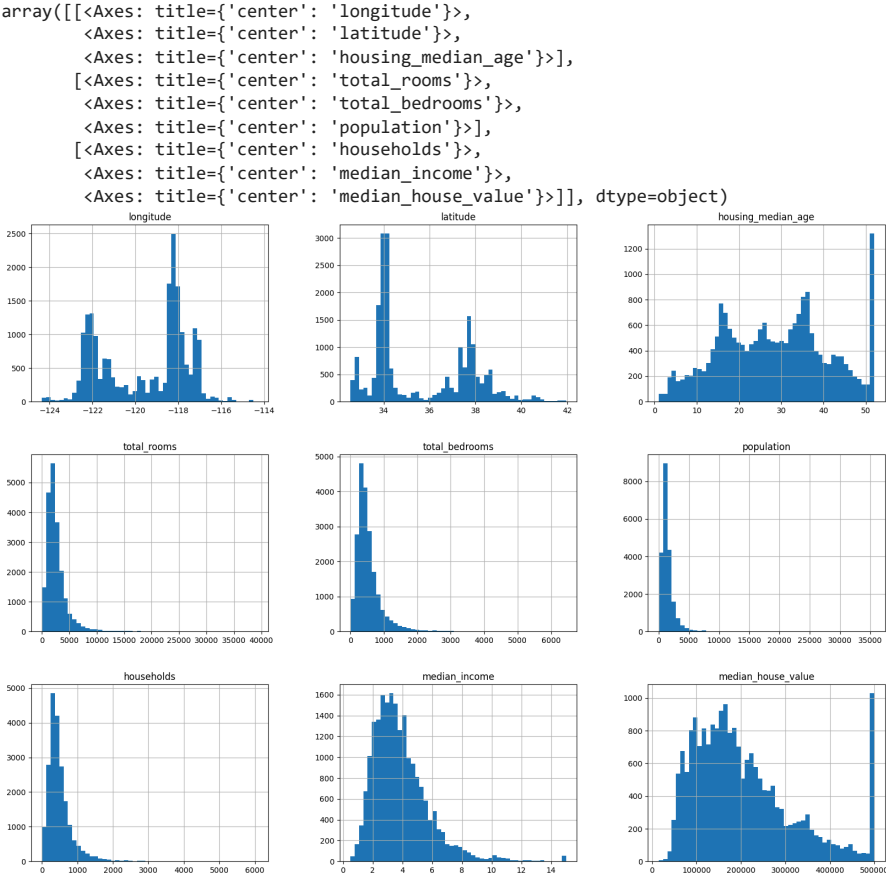 array([[<Axes: title={'center': 'longitude'}>,
<Axes: title={'center': 'latitude'}>,
<Axes: title={'center': 'housing_median_age'}>],
[<Axes: title={'center': 'total_rooms'}>,
<Axes: title={'center': 'total_bedrooms'}>,
<Axes: title={'center': 'population'}>],
[<Axes: title={'center': 'households'}>,
<Axes: title={'center': 'median_income'}>,
<Axes: title={'center': 'median_house_value'}>]], dtype=object)
longitude
2500
2000
1500
1000
500
0
−124 −122 −120 −118 −116 −114
latitude
3000
2500
2000
1500
1000
500
0
34 36 38 40 42
housing_median_age
1200
1000
800
600
400
200
0
0 10 20 30 40 50
total_rooms
5000
4000
3000
2000
1000
0
0 5000 10000 15000 20000 25000 30000 35000 40000
total_bedrooms
5000
4000
3000
2000
1000
0
0 1000 2000 3000 4000 5000 6000
population
8000
6000
4000
2000
0
0 5000 10000 15000 20000 25000 30000 35000
households
5000
4000
3000
2000
1000
0
0 1000 2000 3000 4000 5000 6000
median_income
1600
1400
1200
1000
800
600
400
200
0
0 2 4 6 8 10 12 14
median_house_value
1000
800
600
400
200
0
0 100000 200000 300000 400000 500000